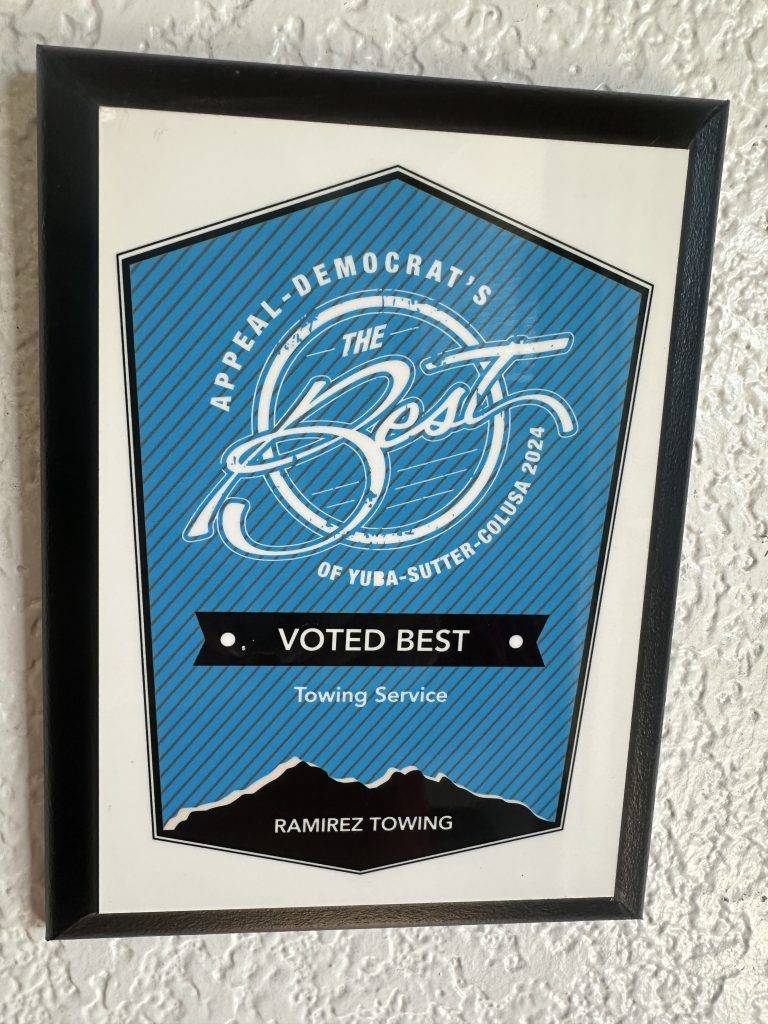 APPEAL-DEMOCRAT'S
THE
Best
OF YUBA-SUTTER-COLUSA 2024
VOTED BEST
Towing Service
RAMIREZ TOWING